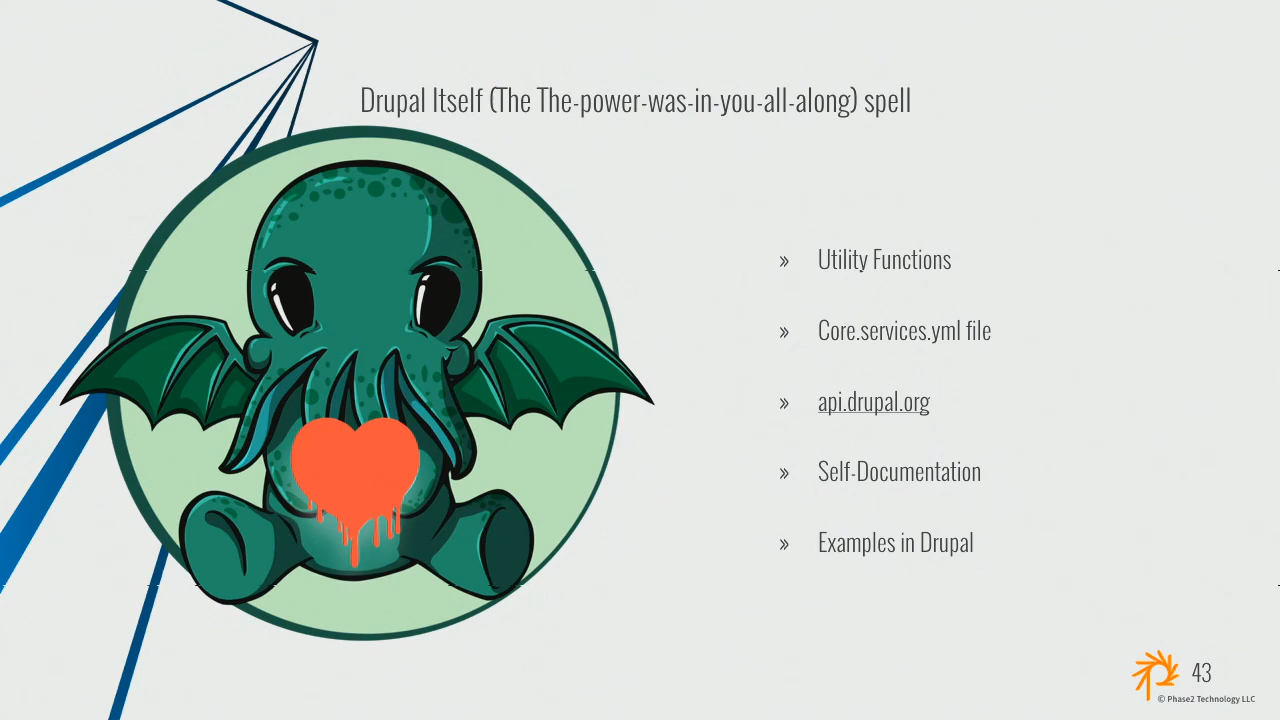 Drupal Itself (The The-power-was-in-you-all-along) spell
» Utility Functions
» Core.services.yml file
» api.drupal.org
» Self-Documentation
» Examples in Drupal
43
© Phase2 Technology LLC